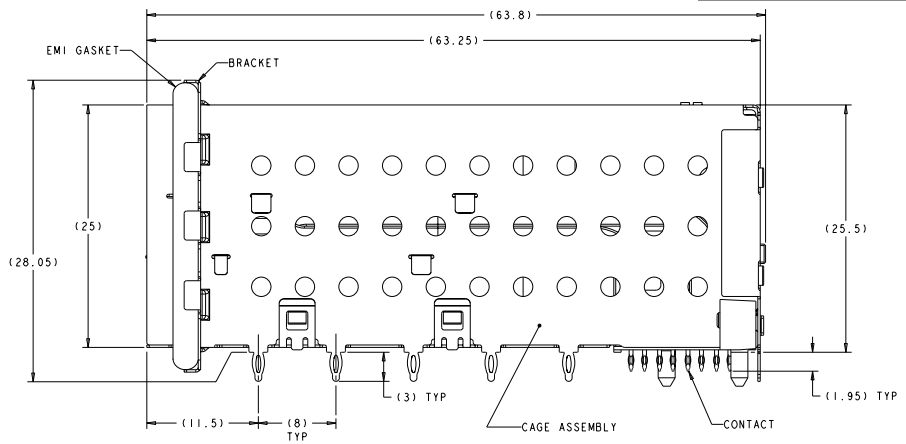 (63.8)
(63.25)
EMI GASKET
BRACKET
(25)
(28.05)
(25.5)
(3) TYP
(1.95) TYP
(11.5)
(8)
TYP
CAGE ASSEMBLY
CONTACT